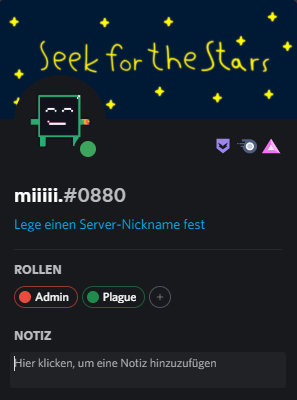 Seek for the Stars
miiiii.#0880
Lege einen Server-Nickname fest
ROLLEN
Admin Plague +
NOTIZ
Hier klicken, um eine Notiz hinzuzufügen